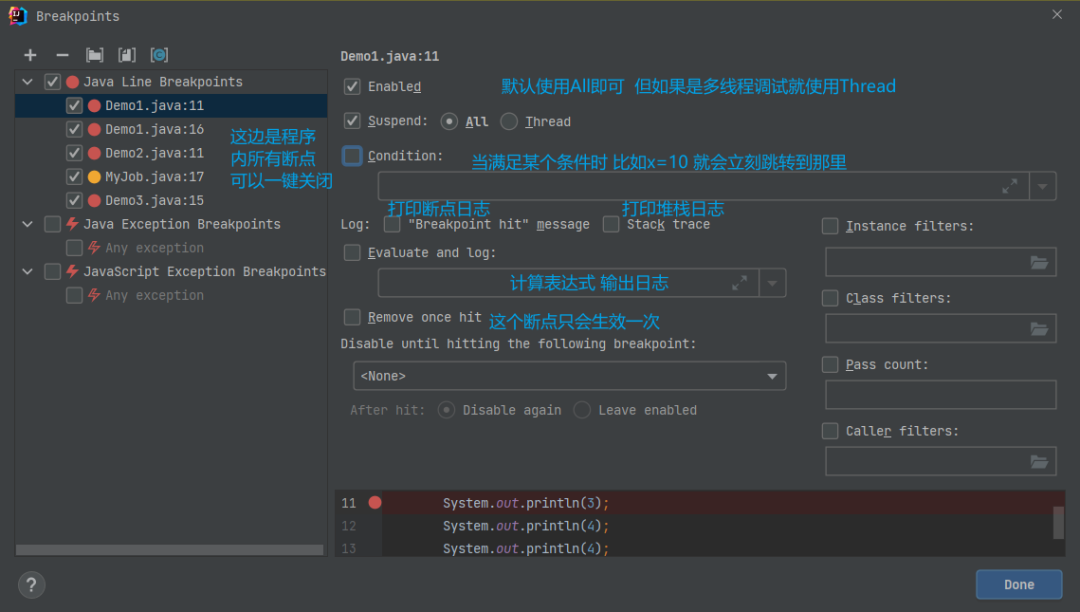 Breakpoints
Java Line Breakpoints
Demo1.java:11
Demo1.java:16
Demo2.java:11
MyJob.java:17
Demo3.java:15
这边是程序
内所有断点
可以一键关闭
Java Exception Breakpoints
Any exception
JavaScript Exception Breakpoints
Any exception
Demo1.java:11
Enabled
默认使用All即可 但如果是多线程调试就使用Thread
Suspend: All Thread
Condition:
当满足某个条件时 比如x=10 就会立刻跳转到那里
打印断点日志 打印堆栈日志
Log: "Breakpoint hit" message Stack trace
Evaluate and log:
计算表达式 输出日志
Remove once hit
这个断点只会生效一次
Disable until hitting the following breakpoint:
<None>
After hit: Disable again Leave enabled
Instance filters:
Class filters:
Pass count:
Caller filters:
11 System.out.println(3);
12 System.out.println(4);
13 System.out.println(4);
?
Done